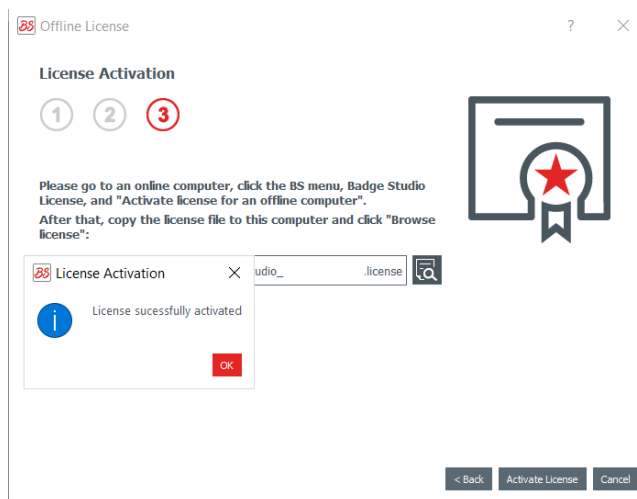 BS Offline License ?
License Activation
1 2 3
Please go to an online computer, click the BS menu, Badge Studio
License, and "Activate license for an offline computer".
After that, copy the license file to this computer and click "Browse
license":
udio_ .license
BS License Activation
License sucessfully activated
OK
< Back Activate License Cancel